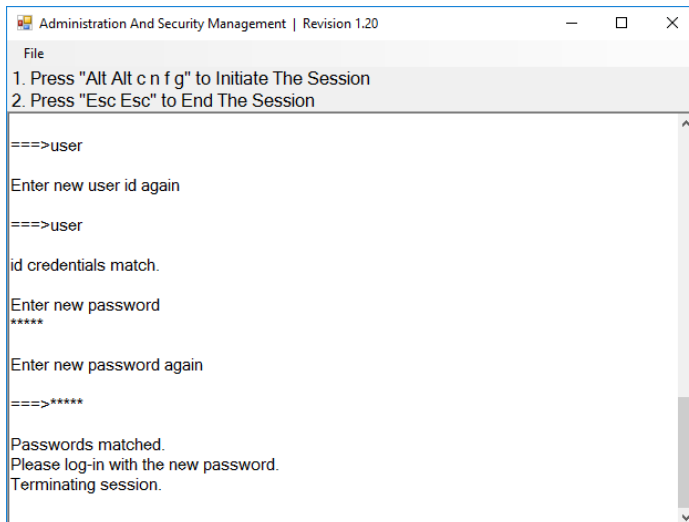 Administration And Security Management | Revision 1.20
File
1. Press "Alt Alt c n f g" to Initiate The Session
2. Press "Esc Esc" to End The Session
===>user
Enter new user id again
===>user
id credentials match.
Enter new password
*****
Enter new password again
===>*****
Passwords matched.
Please log-in with the new password.
Terminating session.